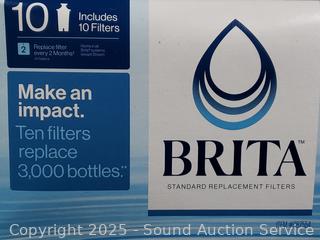 10 Includes
10 Filters
2 Replace filter
every 2 Months†
Make an
impact.
Ten filters
replace
3,000 bottles.**
BRITA™
STANDARD REPLACEMENT FILTERS
Copyright 2025 - Sound Auction Service